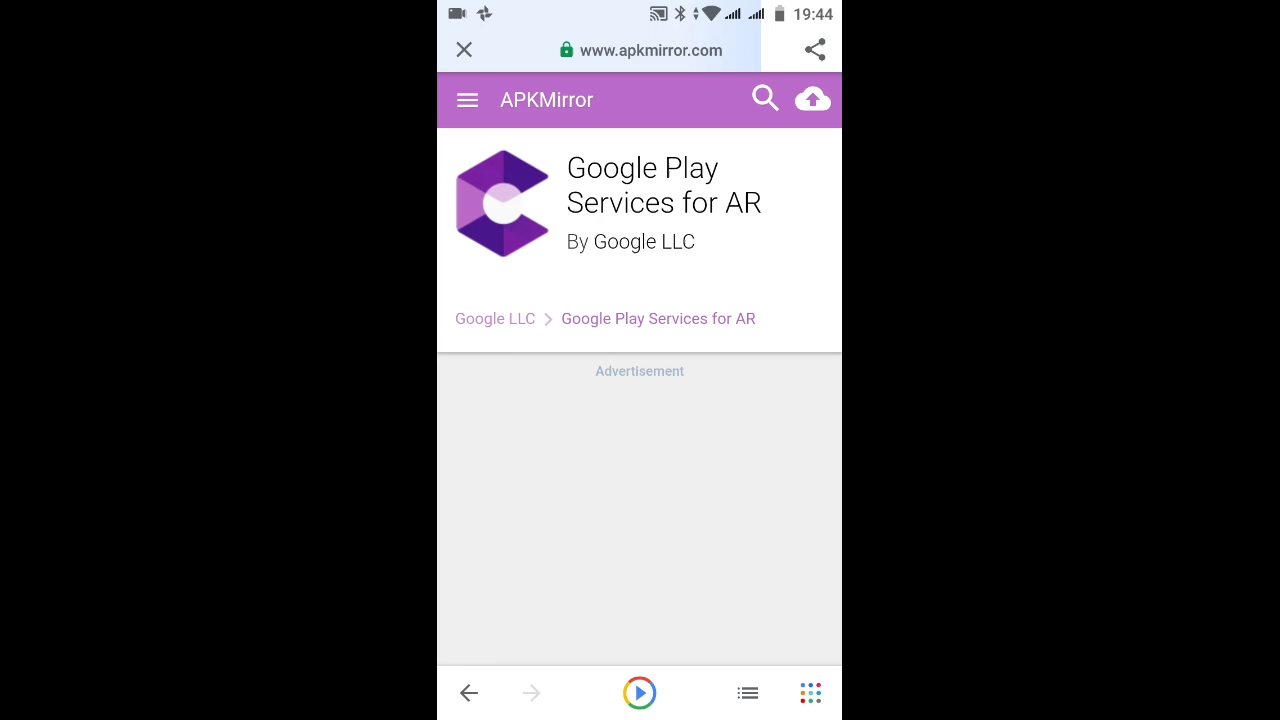 19:44
www.apkmirror.com
APKMirror
Google Play
Services for AR
By Google LLC
Google LLC Google Play Services for AR
Advertisement